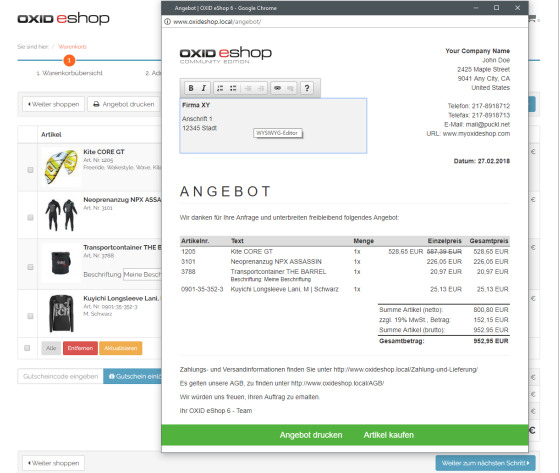 OXID eshop
Sie sind hier: / Warenkorb
1
1. Warenkorbübersicht
2. Adr
Weiter shoppen
Angebot drucken
Artikel
Kite CORE GT
Art. Nr. 1205
Freeride, Wakestyle, Wave, Kite
Neoprenanzug NPX ASSA
Art. Nr. 3101
Transportcontainer THE B
Art. Nr. 3788
Beschriftung Meine Besch
Kuyichi Longsleeve Lani,
Art. Nr. 0901-35-352-3
M, Schwarz
Alle
Entfernen
Aktualisieren
Gutscheincode eingeben
Gutschein einlö
Weiter shoppen
Weiter zum nächsten Schritt
€
€
€
€
€
€
€
€
Angebot | OXID eShop 6 - Google Chrome
www.oxideshop.local/angebot/
OXID eshop
COMMUNITY EDITION
Your Company Name
John Doe
2425 Maple Street
9041 Any City, CA
United States
Telefon: 217-8918712
Telefax: 217-8918713
E-Mail: mail@puckt.net
URL: www.myoxideshop.com
Datum: 27.02.2018
B I ?
Firma XY
Anschrift 1
12345 Stadt
WYSIWYG-Editor
ANGEBOT
Wir danken für Ihre Anfrage und unterbreiten freibleibend folgendes Angebot:
Artikelnr. Text Menge Einzelpreis Gesamtpreis
1205 Kite CORE GT 1x 528,65 EUR 587,39 EUR 528,65 EUR
3101 Neoprenanzug NPX ASSASSIN 1x 226,05 EUR 226,05 EUR
3788 Transportcontainer THE BARREL 1x 20,97 EUR 20,97 EUR
Beschriftung: Meine Beschriftung
0901-35-352-3 Kuyichi Longsleeve Lani, M | Schwarz 1x 25,13 EUR 25,13 EUR
Summe Artikel (netto): 800,80 EUR
zzgl. 19% MwSt., Betrag: 152,15 EUR
Summe Artikel (brutto): 952,95 EUR
Gesamtbetrag: 952,95 EUR
Zahlungs- und Versandinformationen finden Sie unter http://www.oxideshop.local/Zahlung-und-Lieferung/
Es gelten unsere AGB, zu finden unter http://www.oxideshop.local/AGB/
Wir würden uns freuen, Ihren Auftrag zu erhalten.
Ihr OXID eShop 6 - Team
Angebot drucken
Artikel kaufen